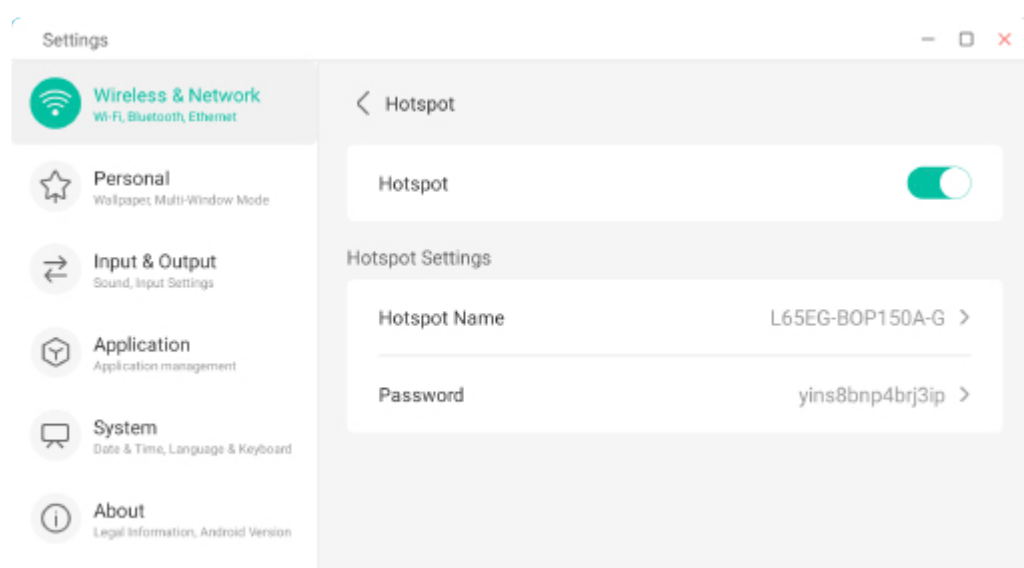 Settings
Wireless & Network
Wi-Fi, Bluetooth, Ethernet
Personal
Wallpaper, Multi-Window Mode
Input & Output
Sound, Input Settings
Application
Application management
System
Date & Time, Language & Keyboard
About
Legal Information, Android Version
Hotspot
Hotspot
Hotspot Settings
Hotspot Name L65EG-BOP150A-G
Password yins8bnp4brj3ip